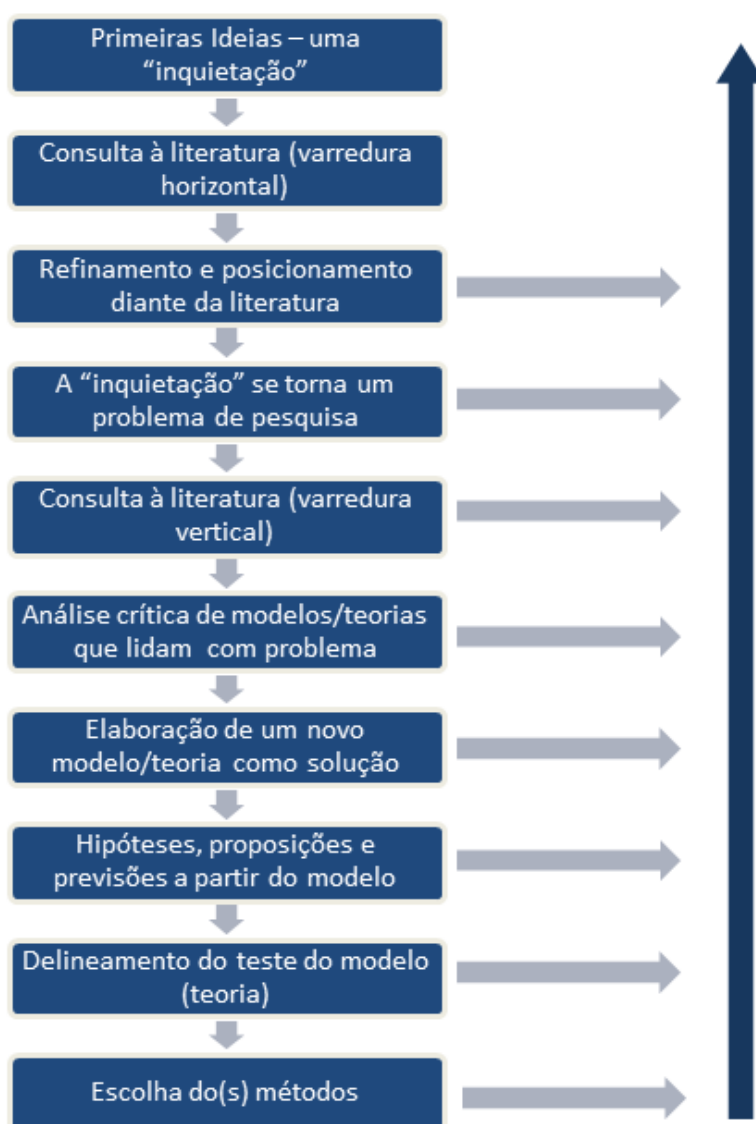 Primeiras Ideias – uma
“inquietação”
Consulta à literatura (varredura
horizontal)
Refinamento e posicionamento
diante da literatura
A “inquietação” se torna um
problema de pesquisa
Consulta à literatura (varredura
vertical)
Análise crítica de modelos/teorias
que lidam com problema
Elaboração de um novo
modelo/teoria como solução
Hipóteses, proposições e
previsões a partir do modelo
Delineamento do teste do modelo
(teoria)
Escolha do(s) métodos